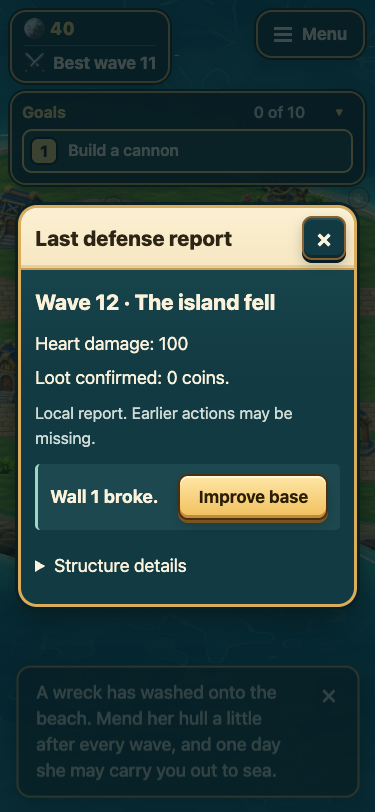 40
Best wave 11
Menu
Goals
0 of 10
▼
1
Build a cannon
Last defense report
×
Wave 12 · The island fell
Heart damage: 100
Loot confirmed: 0 coins.
Local report. Earlier actions may be
missing.
Wall 1 broke.
Improve base
▶ Structure details
A wreck has washed onto the
beach. Mend her hull a little
after every wave, and one day
she may carry you out to sea.
×